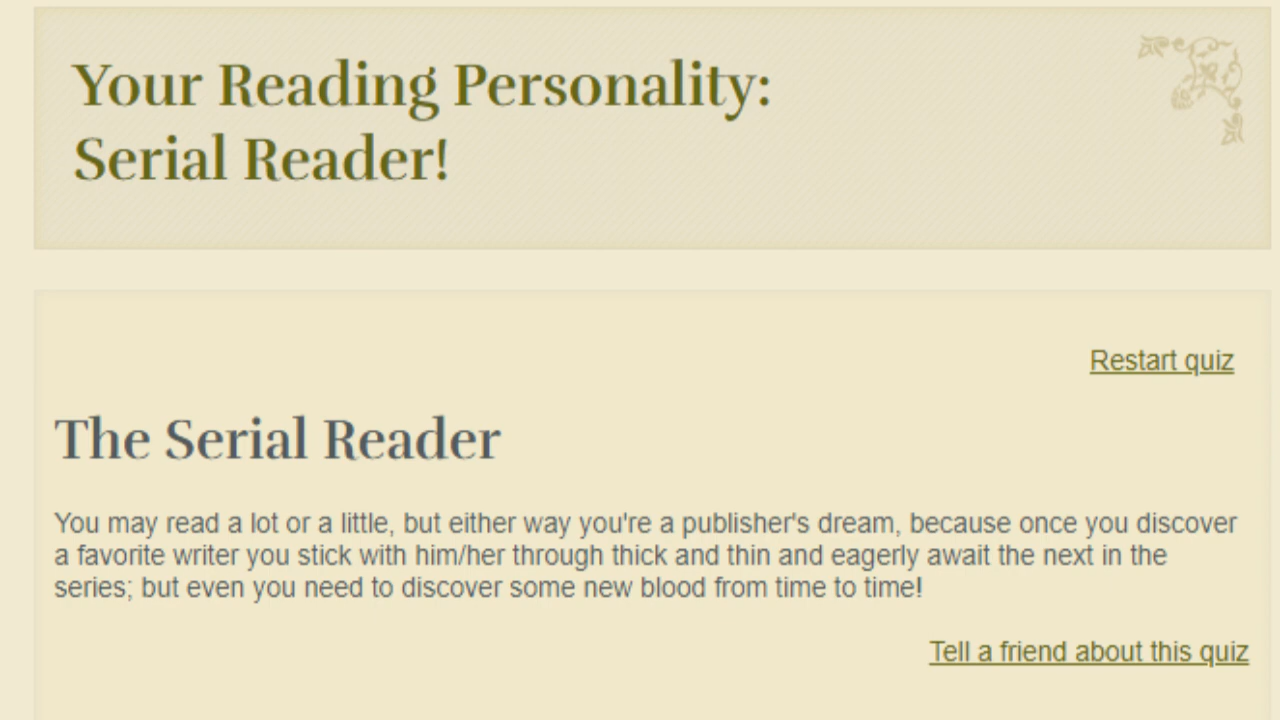 Your Reading Personality:
Serial Reader!
Restart quiz
The Serial Reader
You may read a lot or a little, but either way you're a publisher's dream, because once you discover
a favorite writer you stick with him/her through thick and thin and eagerly await the next in the
series; but even you need to discover some new blood from time to time!
Tell a friend about this quiz